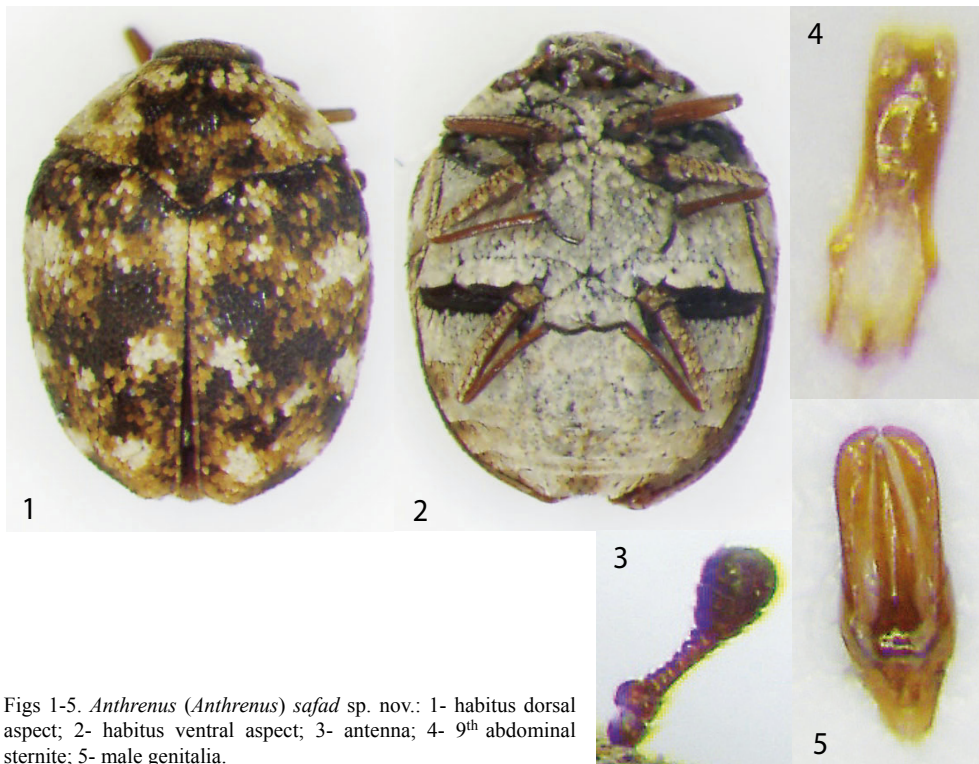 4
1
2
3
5
Figs 1-5. Anthrenus (Anthrenus) safad sp. nov.: 1- habitus dorsal
aspect; 2- habitus ventral aspect; 3- antenna; 4- 9th abdominal
sternite; 5- male genitalia.